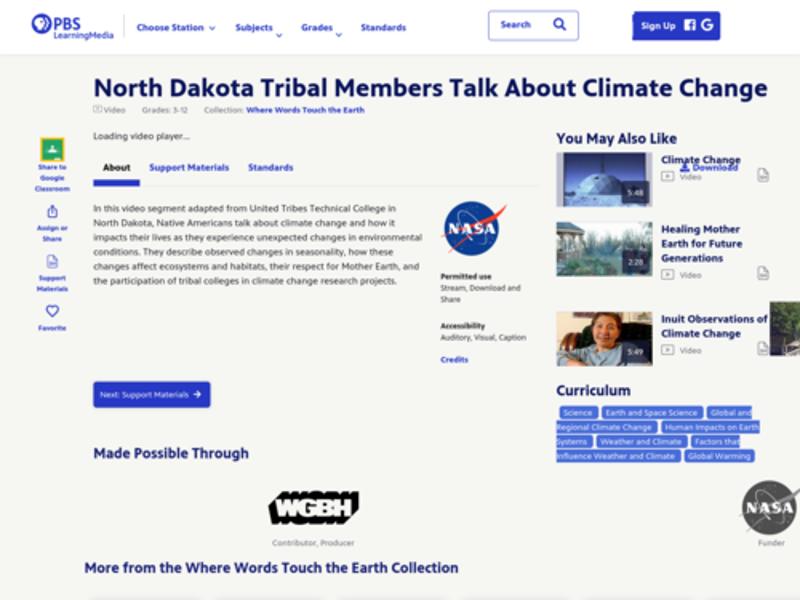 PBS
LearningMedia
Choose Station
Subjects
Grades
Standards
Search
Sign Up
North Dakota Tribal Members Talk About Climate Change
Video
Grades: 3-12
Collection: Where Words Touch the Earth
Share to
Google
Classroom
Assign or
Share
Support
Materials
Favorite
Loading video player...
About
Support Materials
Standards
In this video segment adapted from United Tribes Technical College in
North Dakota, Native Americans talk about climate change and how it
impacts their lives as they experience unexpected changes in environmental
conditions. They describe observed changes in seasonality, how these
changes affect ecosystems and habitats, their respect for Mother Earth, and
the participation of tribal colleges in climate change research projects.
NASA
Permitted use
Stream, Download and
Share
Accessibility
Auditory, Visual, Caption
Credits
Next: Support Materials
You May Also Like
5:48
Climate Change
Download
Video
2:28
Healing Mother
Earth for Future
Generations
Video
5:49
Inuit Observations of
Climate Change
Video
Curriculum
Science Earth and Space Science Global and
Regional Climate Change Human Impacts on Earth
Systems Weather and Climate Factors that
Influence Weather and Climate Global Warming
Made Possible Through
WGBH
Contributor, Producer
NASA
Funder
More from the Where Words Touch the Earth Collection